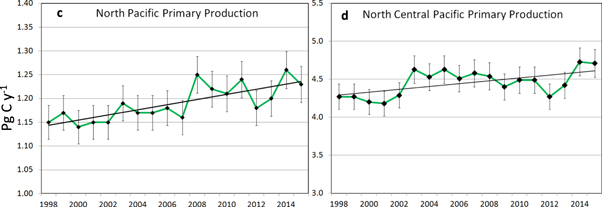 c North Pacific Primary Production
1.40
1.35
1.30
1.25
1.20
1.15
1.10
1.05
1.00
Pg C y-1
1998 2000 2002 2004 2006 2008 2010 2012 2014
d North Central Pacific Primary Production
5.5
5.0
4.5
4.0
3.0
1998 2000 2002 2004 2006 2008 2010 2012 2014